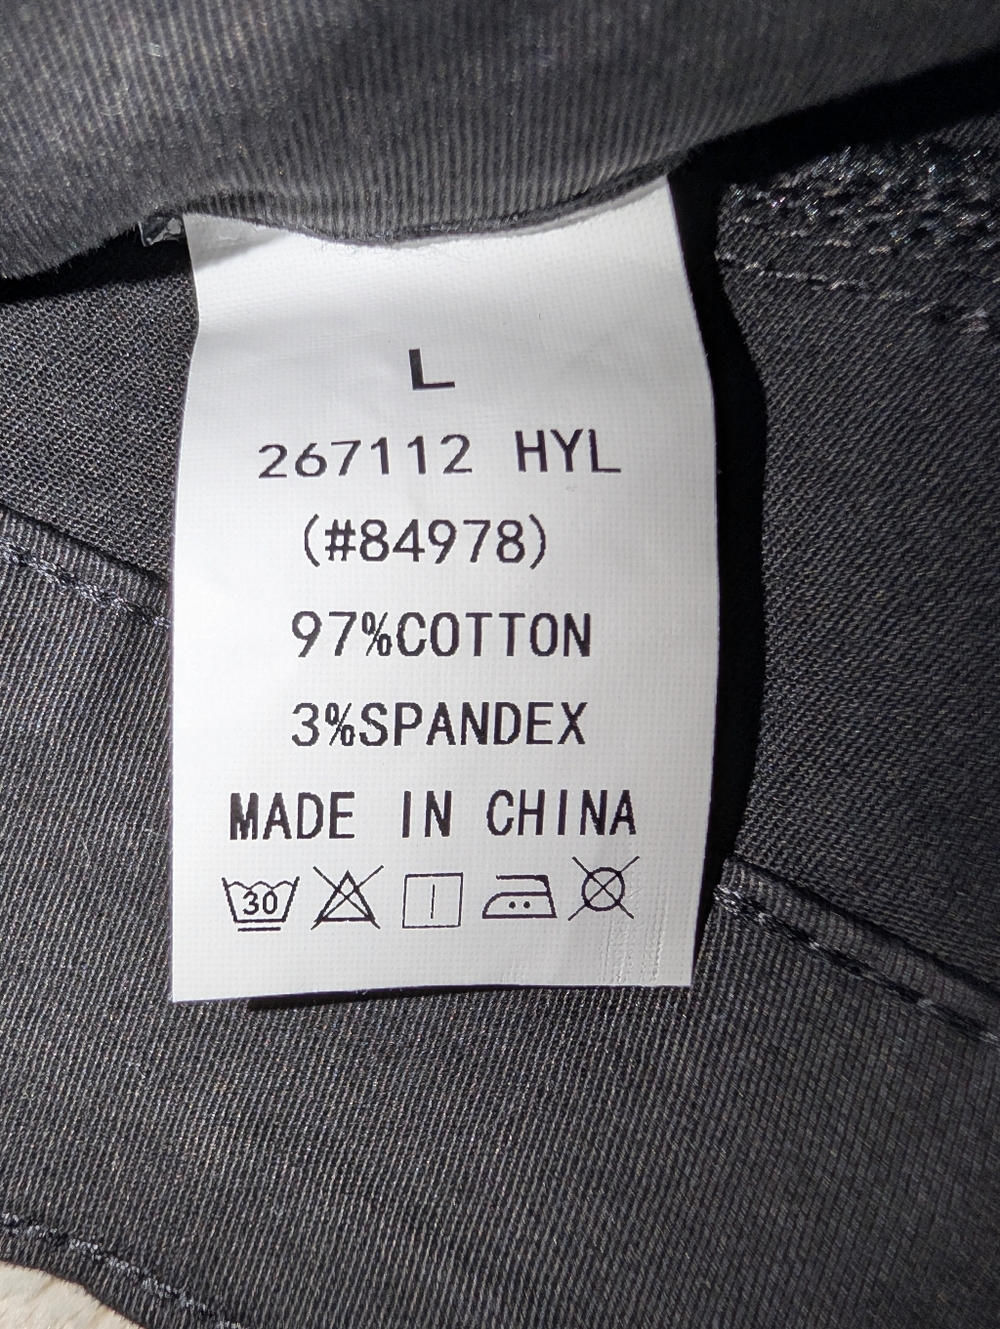 L
267112 HYL
(#84978)
97%COTTON
3%SPANDEX
MADE IN CHINA
30